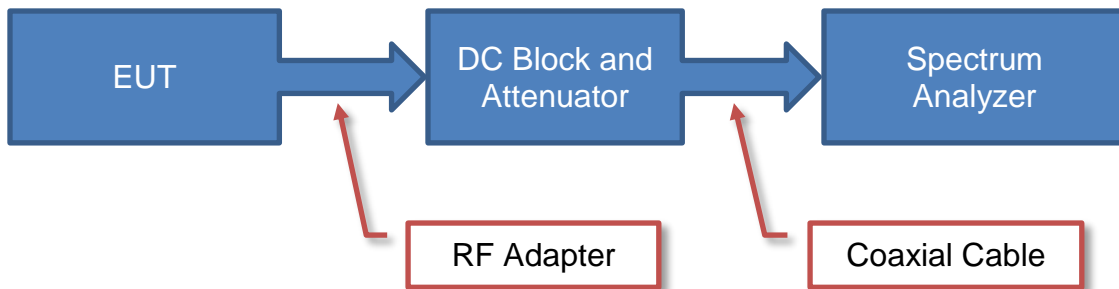 EUT
DC Block and
Attenuator
Spectrum
Analyzer
RF Adapter
Coaxial Cable